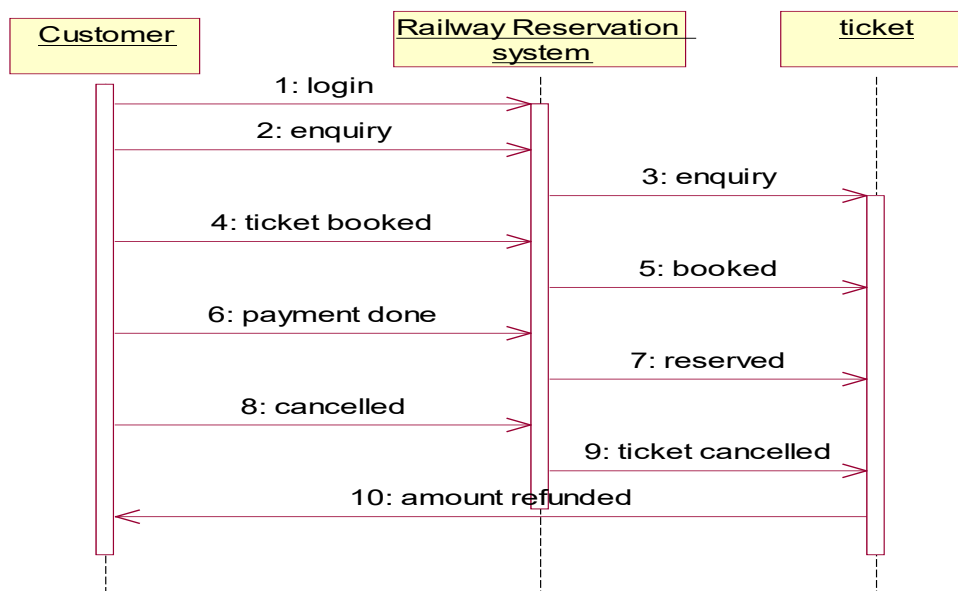 Customer
Railway Reservation
system
ticket
1: login
2: enquiry
3: enquiry
4: ticket booked
5: booked
6: payment done
7: reserved
8: cancelled
9: ticket cancelled
10: amount refunded